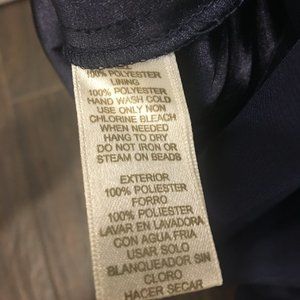 100% POLYESTER
LINING
100% POLYESTER
HAND WASH COLD
USE ONLY NON
CHLORINE BLEACH
WHEN NEEDED
HANG TO DRY
DO NOT IRON OR
STEAM ON BEADS
EXTERIOR
100% POLIESTER
FORRO
100% POLIESTER
LAVAR EN LAVADORA
CON AGUA FRIA
USAR SOLO
BLANQUEADOR SIN
CLORO
HACER SECAR